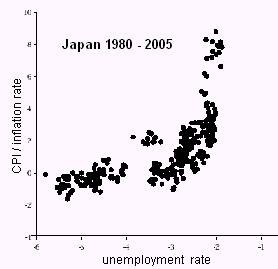 10
Japan 1980 - 2005
8
6
4
2
0
-2
-4
CPI / inflation rate
-6 -5 -4 -3 -2 -1
unemployment rate